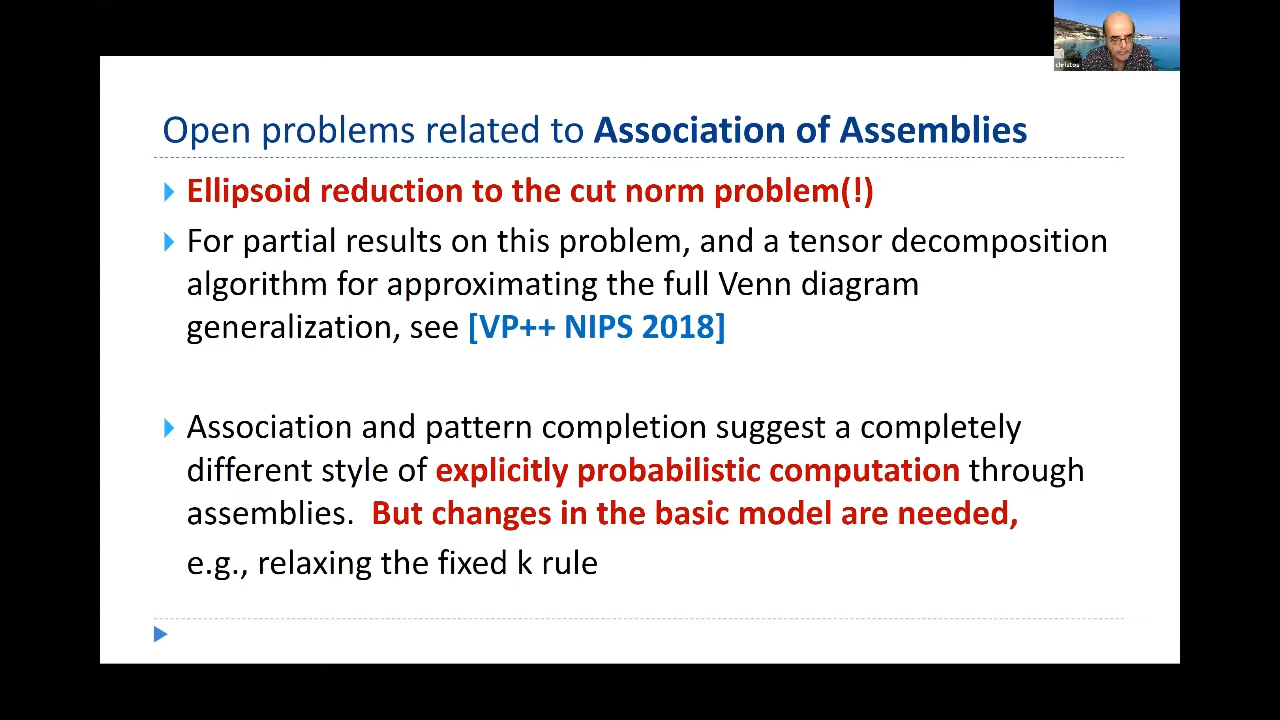 christos
Open problems related to Association of Assemblies
Ellipsoid reduction to the cut norm problem(!)
For partial results on this problem, and a tensor decomposition
algorithm for approximating the full Venn diagram
generalization, see [VP++ NIPS 2018]
Association and pattern completion suggest a completely
different style of explicitly probabilistic computation through
assemblies.  But changes in the basic model are needed,
e.g., relaxing the fixed k rule